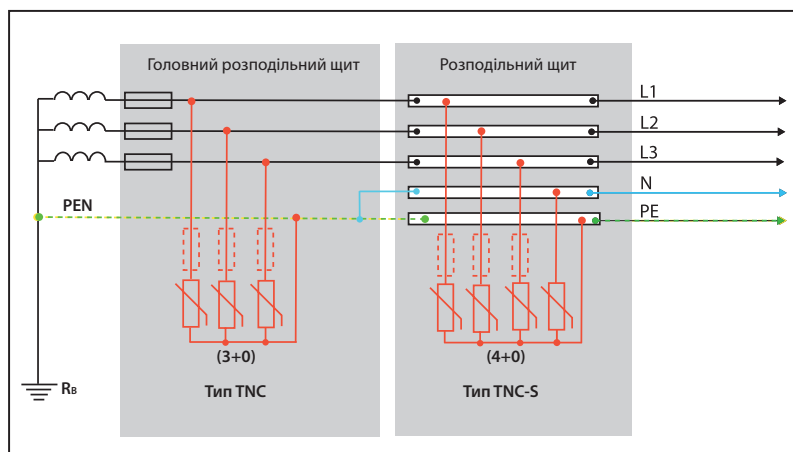 Головний розподільний щит
Розподільний щит
L1
L2
L3
N
PEN
PE
(3+0)
(4+0)
RB
Тип TNC
Тип TNC-S